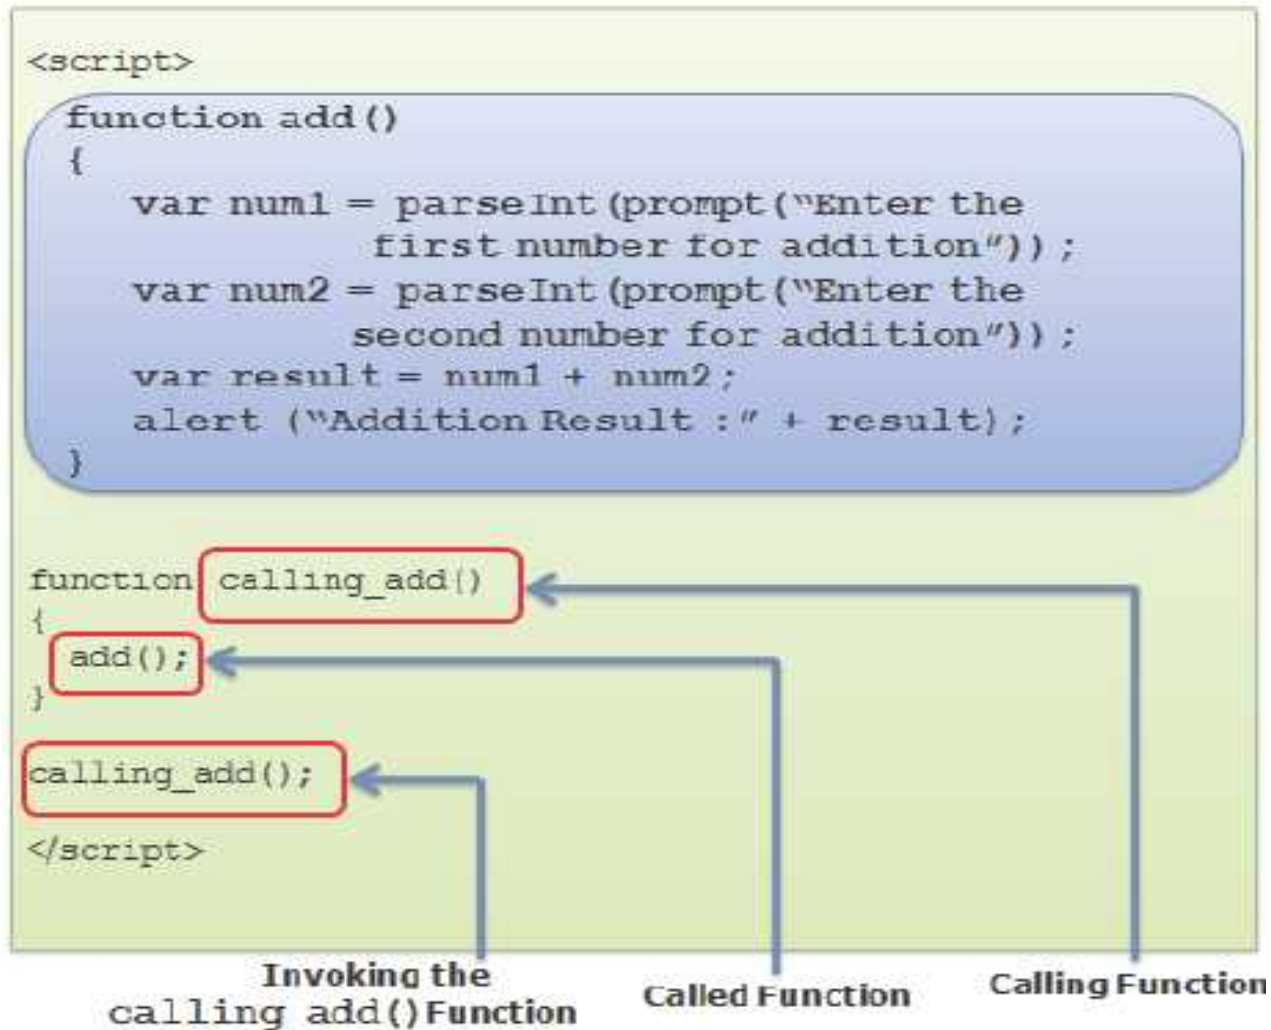 <script>
function add()
{
var num1 = parseInt(prompt(“Enter the
first number for addition”));
var num2 = parseInt(prompt(“Enter the
second number for addition”));
var result = num1 + num2;
alert (“Addition Result :” + result);
}
function calling_add()
{
add();
}
calling_add();
</script>
Invoking the
calling add() Function
Called Function
Calling Function